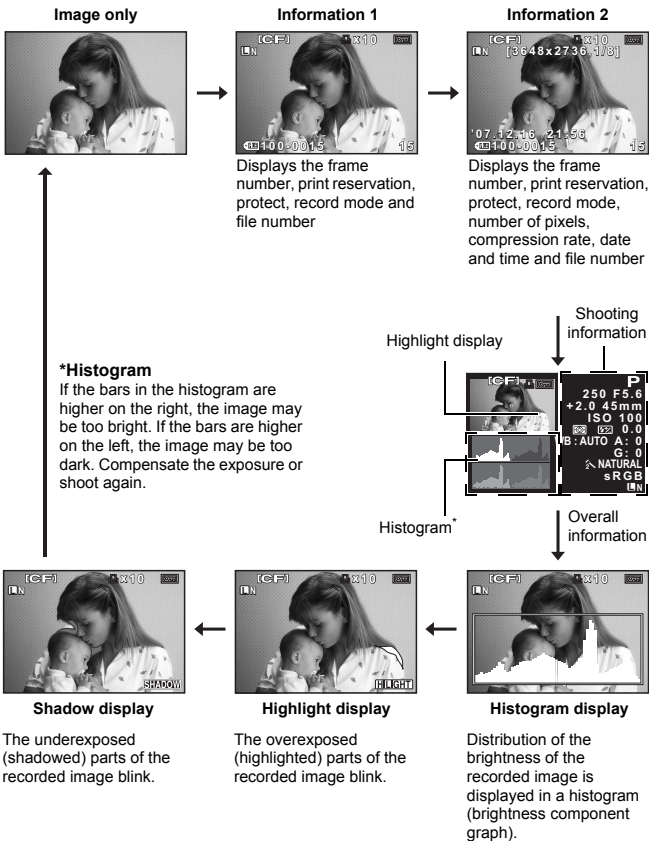 Image only
Information 1
Information 2
[CF] x10
LN
100-0015 15
[CF] x10
LN [3648x2736,1/8]
'07.12.16 21:56
100-0015 15
Displays the frame
number, print reservation,
protect, record mode and
file number
Displays the frame
number, print reservation,
protect, record mode,
number of pixels,
compression rate, date
and time and file number
Shooting
information
Highlight display
[CF]
P
250 F5.6
+2.0 45mm
ISO 100
0.0
WB:AUTO A: 0
G: 0
NATURAL
sRGB
LN
*Histogram
If the bars in the histogram are
higher on the right, the image may
be too bright. If the bars are higher
on the left, the image may be too
dark. Compensate the exposure or
shoot again.
Histogram*
Overall
information
[CF] x10
LN
SHADOW
[CF] x10
LN
HILIGHT
[CF] x10
LN
Shadow display
Highlight display
Histogram display
The underexposed
(shadowed) parts of the
recorded image blink.
The overexposed
(highlighted) parts of the
recorded image blink.
Distribution of the
brightness of the
recorded image is
displayed in a histogram
(brightness component
graph).